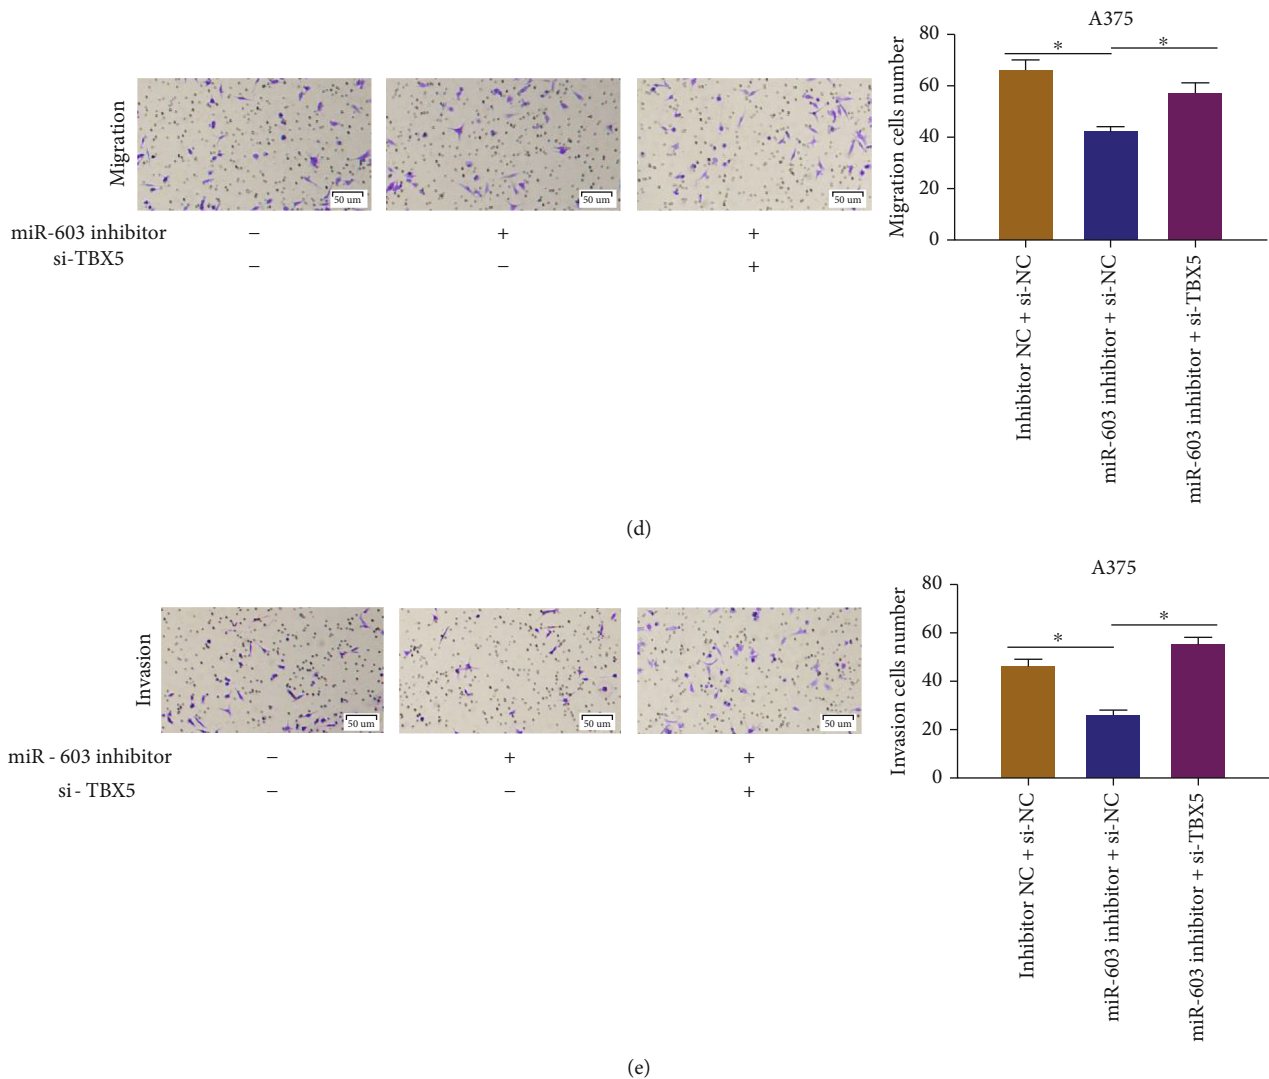 A375
Migration cells number
80
60
40
20
0
*
*
Migration
50 um
50 um
50 um
miR-603 inhibitor − + +
si-TBX5 − − +
Inhibitor NC + si-NC
miR-603 inhibitor + si-NC
miR-603 inhibitor + si-TBX5
(d)
A375
Invasion cells number
80
60
40
20
0
*
*
Invasion
50 um
50 um
50 um
miR - 603 inhibitor − + +
si - TBX5 − − +
Inhibitor NC + si-NC
miR-603 inhibitor + si-NC
miR-603 inhibitor + si-TBX5
(e)